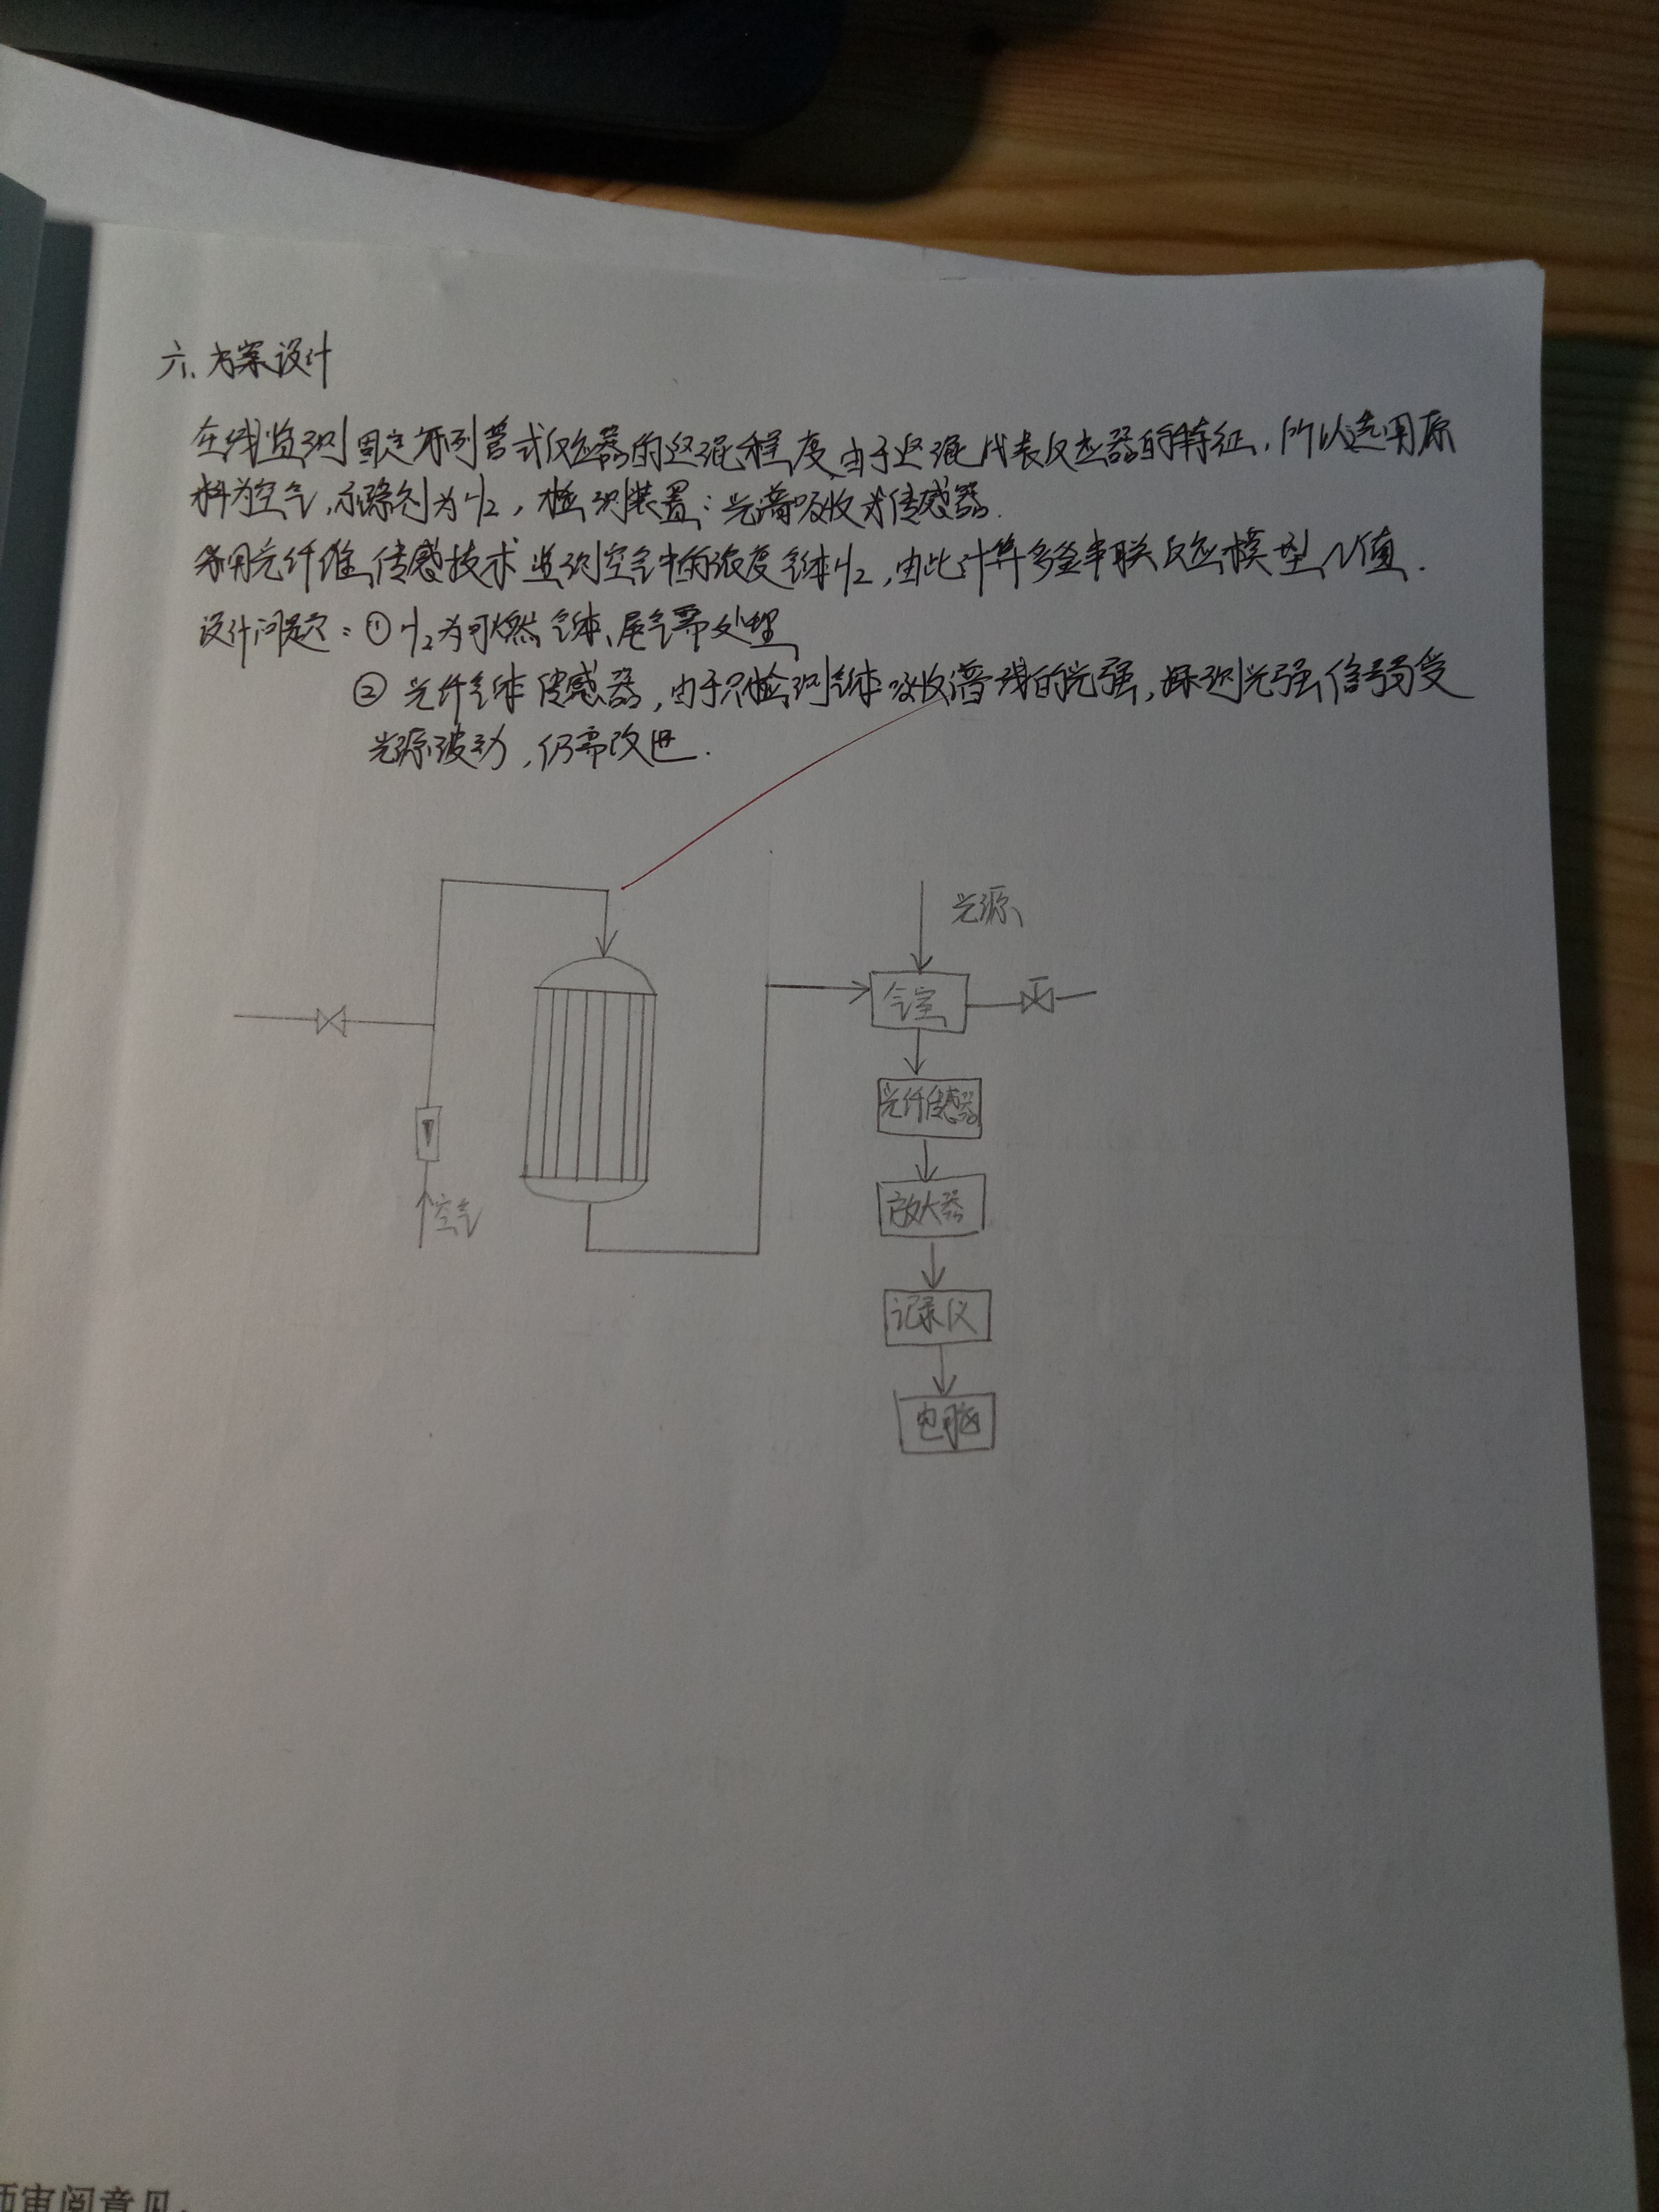 六、方案设计
在线监测固定床列管式反应器的返混程度,由于返混代表反应器的特征,所以选用原
料为空气,示踪剂为H2,检测装置:光谱吸收式传感器.
采用光纤维传感技术监测空气中的浓度气体H2,由此计算多釜串联反应模型N值.
设计问题:①H2为可燃气体、尾气需处理
②光纤气体传感器,由于只检测气体吸收谱线的光强,探测光强信号易受
光源波动,仍需改进.
光源
气室
光纤传感器
空气
放大器
记录仪
电脑
审阅意见: